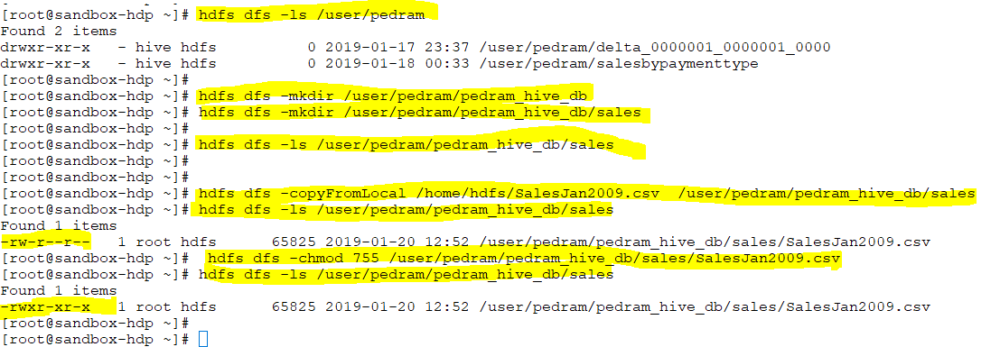 [root@sandbox-hdp ~]# hdfs dfs -ls /user/pedram
Found 2 items
drwxr-xr-x   - hive hdfs          0 2019-01-17 23:37 /user/pedram/delta_0000001_0000001_0000
drwxr-xr-x   - hive hdfs          0 2019-01-18 00:33 /user/pedram/salesbypaymenttype
[root@sandbox-hdp ~]#
[root@sandbox-hdp ~]# hdfs dfs -mkdir /user/pedram/pedram_hive_db
[root@sandbox-hdp ~]# hdfs dfs -mkdir /user/pedram/pedram_hive_db/sales
[root@sandbox-hdp ~]#
[root@sandbox-hdp ~]# hdfs dfs -ls /user/pedram/pedram_hive_db/sales
[root@sandbox-hdp ~]#
[root@sandbox-hdp ~]#
[root@sandbox-hdp ~]# hdfs dfs -copyFromLocal /home/hdfs/SalesJan2009.csv  /user/pedram/pedram_hive_db/sales
[root@sandbox-hdp ~]# hdfs dfs -ls /user/pedram/pedram_hive_db/sales
Found 1 items
-rw-r--r--   1 root hdfs      65825 2019-01-20 12:52 /user/pedram/pedram_hive_db/sales/SalesJan2009.csv
[root@sandbox-hdp ~]#  hdfs dfs -chmod 755 /user/pedram/pedram_hive_db/sales/SalesJan2009.csv
[root@sandbox-hdp ~]# hdfs dfs -ls /user/pedram/pedram_hive_db/sales
Found 1 items
-rwxr-xr-x   1 root hdfs      65825 2019-01-20 12:52 /user/pedram/pedram_hive_db/sales/SalesJan2009.csv
[root@sandbox-hdp ~]#
[root@sandbox-hdp ~]#